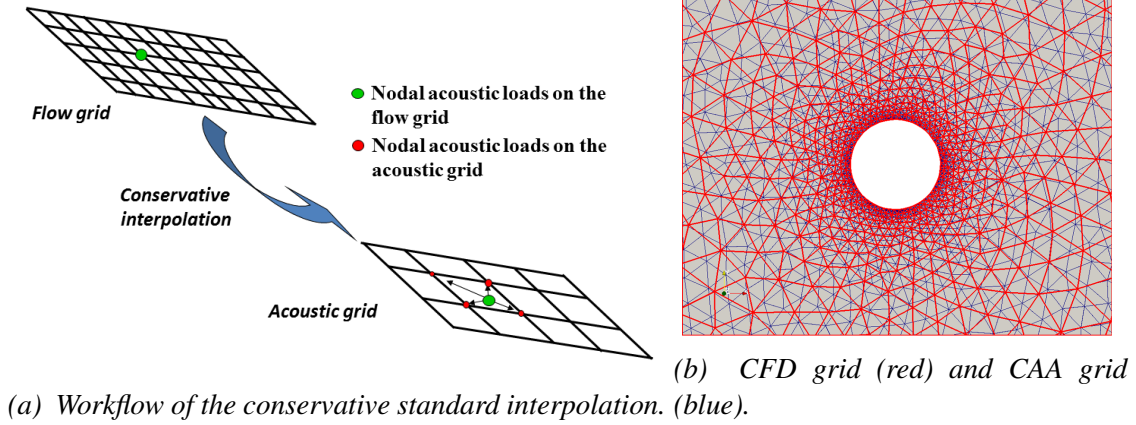 Flow grid
Nodal acoustic loads on the
flow grid
Nodal acoustic loads on the
acoustic grid
Conservative
interpolation
Acoustic grid
(a) Workflow of the conservative standard interpolation.
(b) CFD grid (red) and CAA grid
(blue).